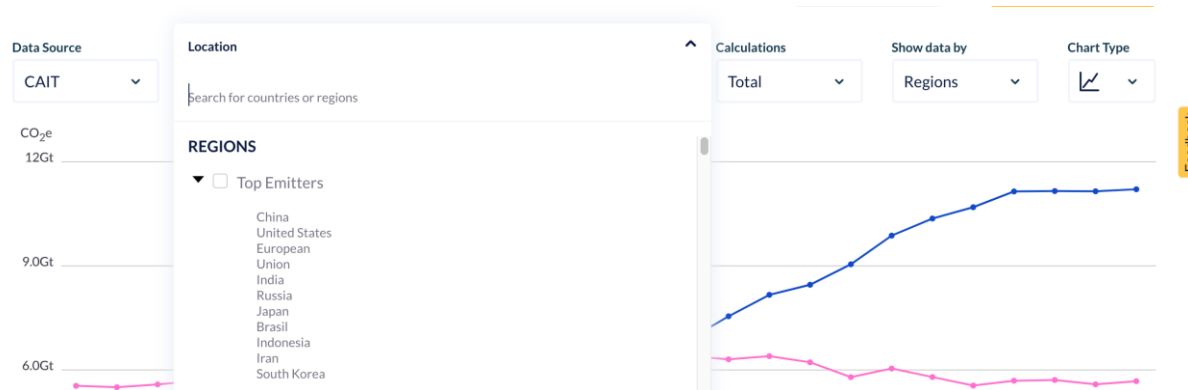 Data Source
Location
Calculations
Show data by
Chart Type
CAIT
Search for countries or regions
Total
Regions
CO₂e
12Gt
9.0Gt
6.0Gt
REGIONS
Top Emitters
China
United States
European
Union
India
Russia
Japan
Brasil
Indonesia
Iran
South Korea